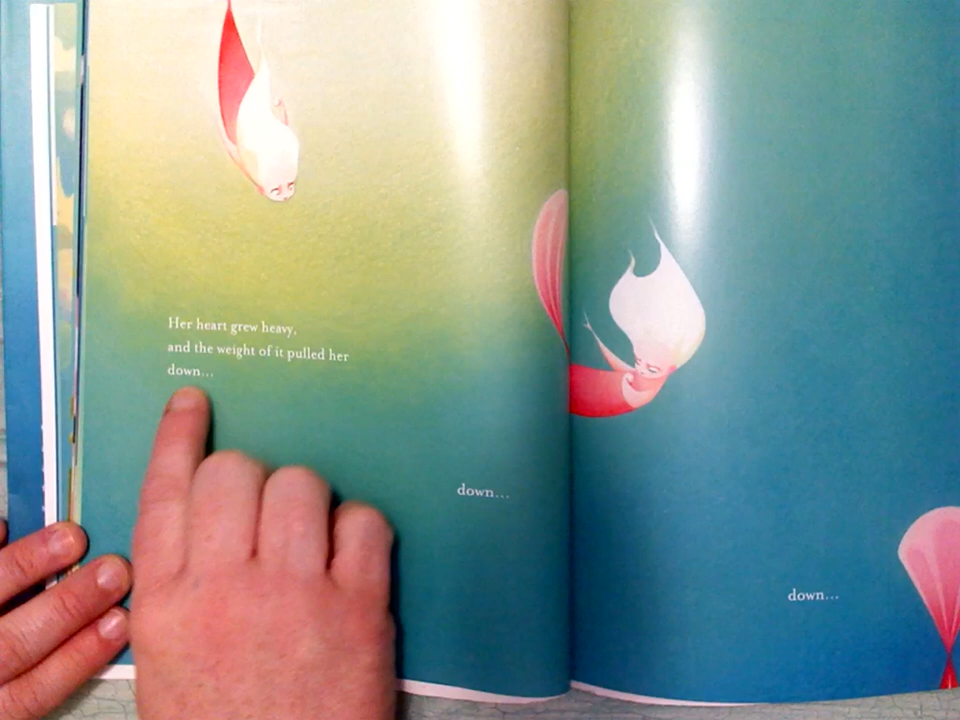 Her heart grew heavy,
and the weight of it pulled her
down...
down...
down...